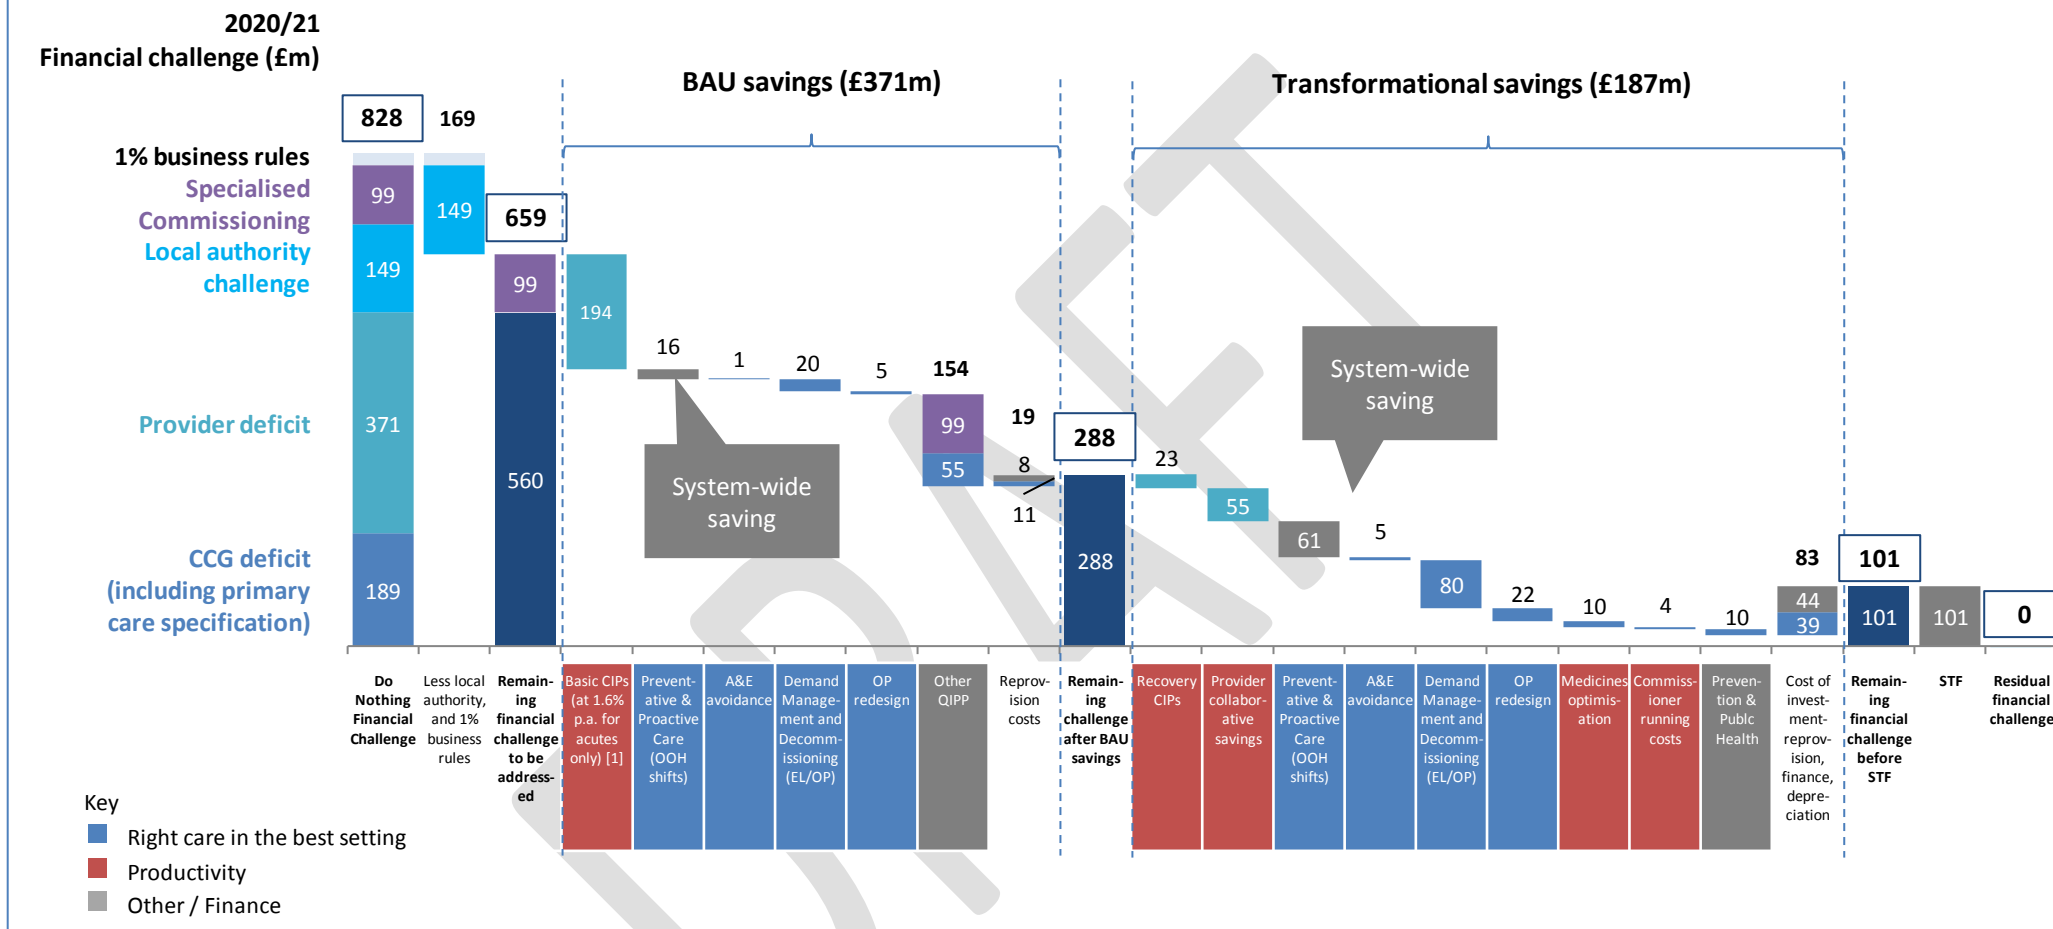 2020/21
Financial challenge (£m)
BAU savings (£371m)
Transformational savings (£187m)
828
169
1% business rules
Specialised
Commissioning
Local authority
challenge
Provider deficit
CCG deficit
(including primary
care specification)
99
149
371
189
149
659
99
560
194
16
1
20
5
154
99
55
19
8
11
288
288
23
55
61
5
80
22
10
4
10
83
44
39
101
101
101
0
System-wide
saving
System-wide
saving
Do
Nothing
Financial
Challenge
Less local
authority,
and 1%
business
rules
Remain-
ing
financial
challenge
to be
address-
ed
Basic CIPs
(at 1.6%
p.a. for
acutes
only) [1]
Prevent-
ative &
Proactive
Care
(OOH
shifts)
A&E
avoidance
Demand
Manage-
ment and
Decomm-
issioning
(EL/OP)
OP
redesign
Other
QIPP
Reprov-
ision
costs
Remain-
ing
challenge
after BAU
savings
Recovery
CIPs
Provider
collabor-
ative
savings
Prevent-
ative &
Proactive
Care
(OOH
shifts)
A&E
avoidance
Demand
Manage-
ment and
Decomm-
issioning
(EL/OP)
OP
redesign
Medicines
optimis-
ation
Commiss-
ioner
running
costs
Preven-
tion &
Publc
Health
Cost of
invest-
ment-
reprov-
ision,
finance,
depre-
ciation
Remain-
ing
financial
challenge
before
STF
STF
Residual
financial
challenge
Key
Right care in the best setting
Productivity
Other / Finance
DRAFT